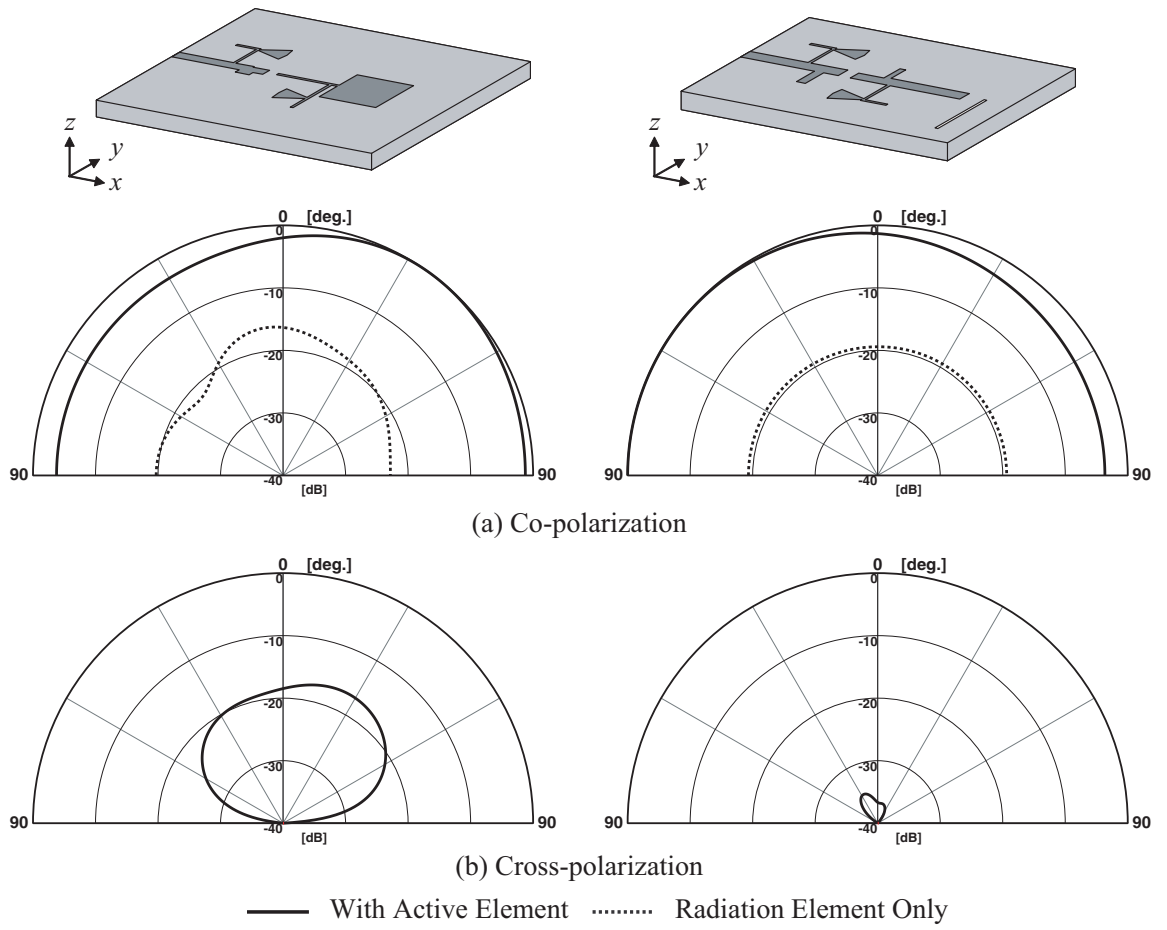 z
y
x
z
y
x
0 [deg.]
0
-10
-20
-30
90 -40 90
[dB]
0 [deg.]
0
-10
-20
-30
90 -40 90
[dB]
(a) Co-polarization
0 [deg.]
0
-10
-20
-30
90 -40 90
[dB]
0 [deg.]
0
-10
-20
-30
90 -40 90
[dB]
(b) Cross-polarization
With Active Element Radiation Element Only